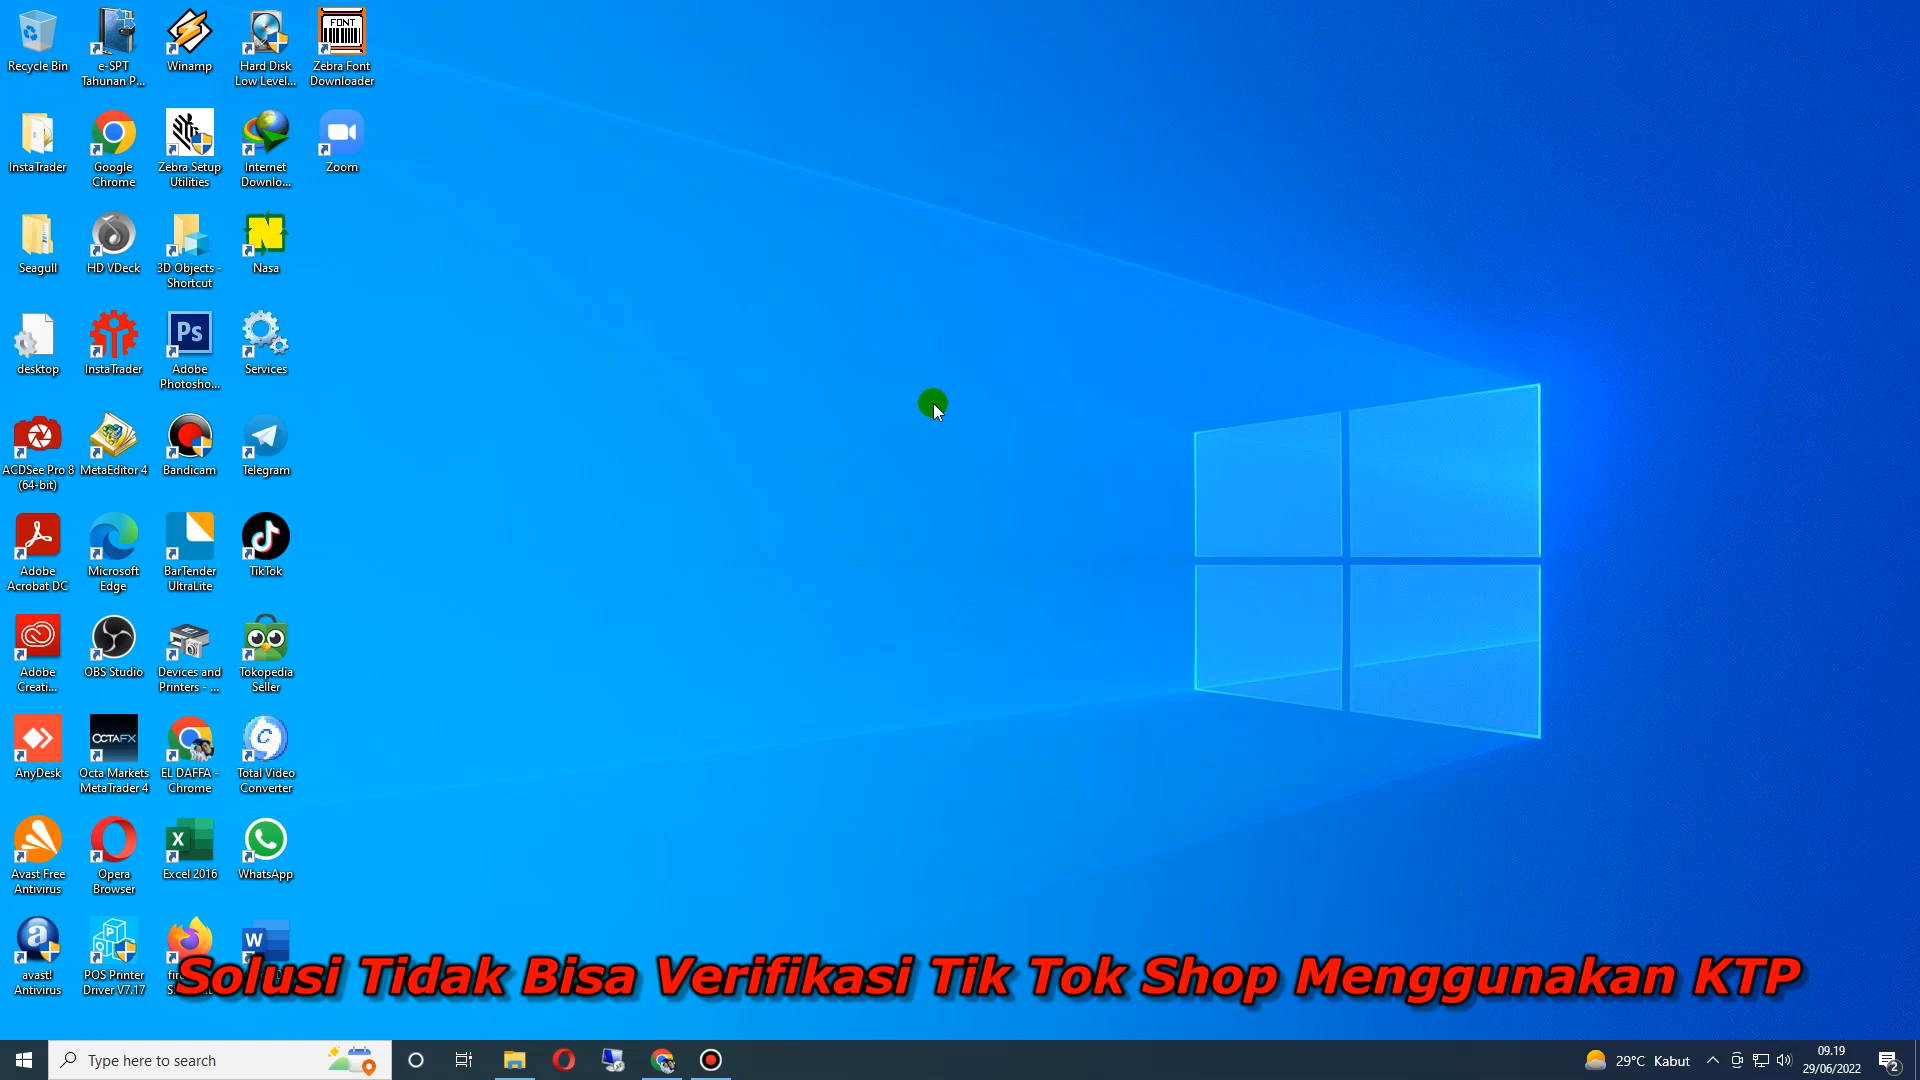 Recycle Bin
e-SPT
Tahunan P...
Winamp
Hard Disk
Low Level...
FONT
Zebra Font
Downloader
InstaTrader
Google
Chrome
Zebra Setup
Utilities
Internet
Downlo...
Zoom
Seagull
HD VDeck
3D Objects -
Shortcut
N
Nasa
desktop
InstaTrader
Ps
Adobe
Photosho...
Services
ACDSee Pro 8
(64-bit)
MetaEditor 4
Bandicam
Telegram
Adobe
Acrobat DC
Microsoft
Edge
BarTender
UltraLite
TikTok
Adobe
Creati...
OBS Studio
Devices and
Printers - ...
Tokopedia
Seller
AnyDesk
OCTAFX
Octa Markets
MetaTrader 4
EL DAFFA -
Chrome
C
Total Video
Converter
Avast Free
Antivirus
Opera
Browser
X
Excel 2016
WhatsApp
a
avast!
Antivirus
POS
POS Printer
Driver V7.17
W
Solusi Tidak Bisa Verifikasi Tik Tok Shop Menggunakan KTP
Type here to search
29°C Kabut
09.19
29/06/2022
2